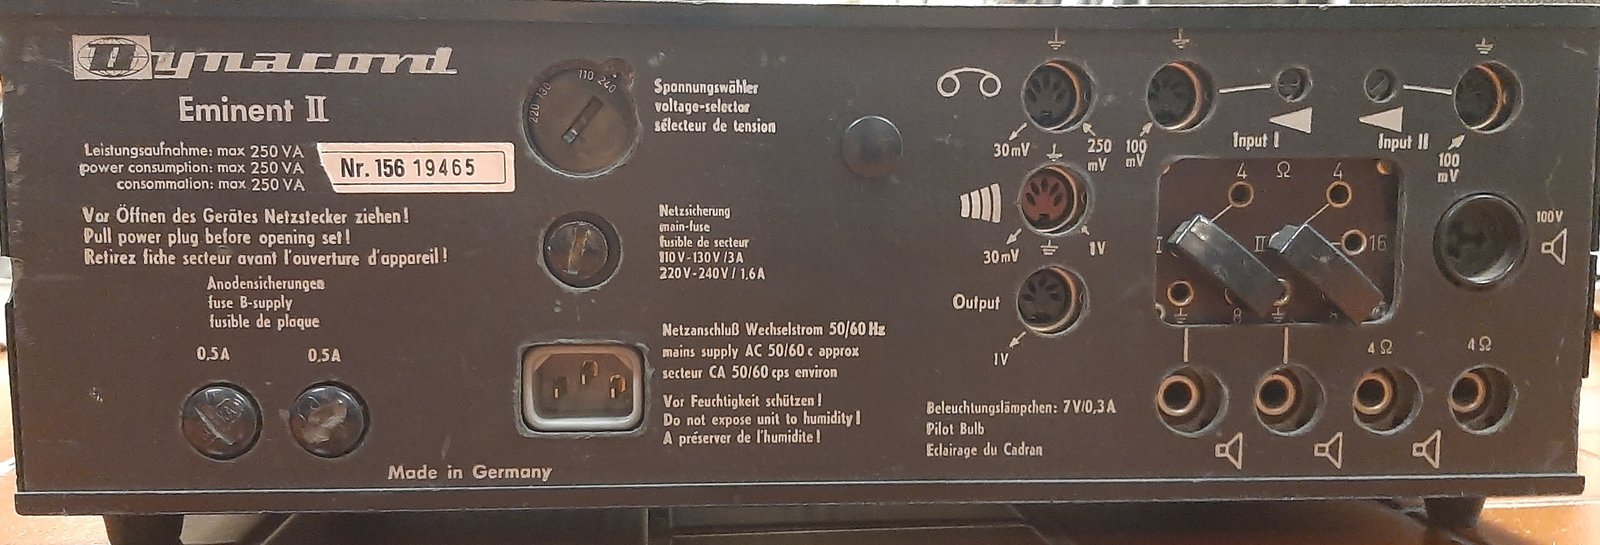 Dynacord
Eminent II
Leistungsaufnahme: max 250 VA
power consumption: max 250 VA
consommation: max 250 VA
Nr. 156 19465
Vor Öffnen des Gerätes Netzstecker ziehen!
Pull power plug before opening set!
Retirez fiche secteur avant l'ouverture d'appareil!
Anodensicherungen
fuse B-supply
fusible de plaque
0,5A 0,5A
Made in Germany
220 130 110 240
Spannungswähler
voltage-selector
sélecteur de tension
Netzsicherung
main-fuse
fusible de secteur
110V-130V/3A
220V-240V/1,6A
Netzanschluß Wechselstrom 50/60 Hz
mains supply AC 50/60 c approx
secteur CA 50/60 cps environ
Vor Feuchtigkeit schützen!
Do not expose unit to humidity!
A préserver de l'humidite!
30mV
250
mV
100
mV
Input I
Input II
100
mV
30mV
1V
Output
1V
4 Ω 4
I II 16
8 8
100V
4 Ω
4 Ω
Beleuchtungslämpchen: 7V/0,3A
Pilot Bulb
Eclairage du Cadran